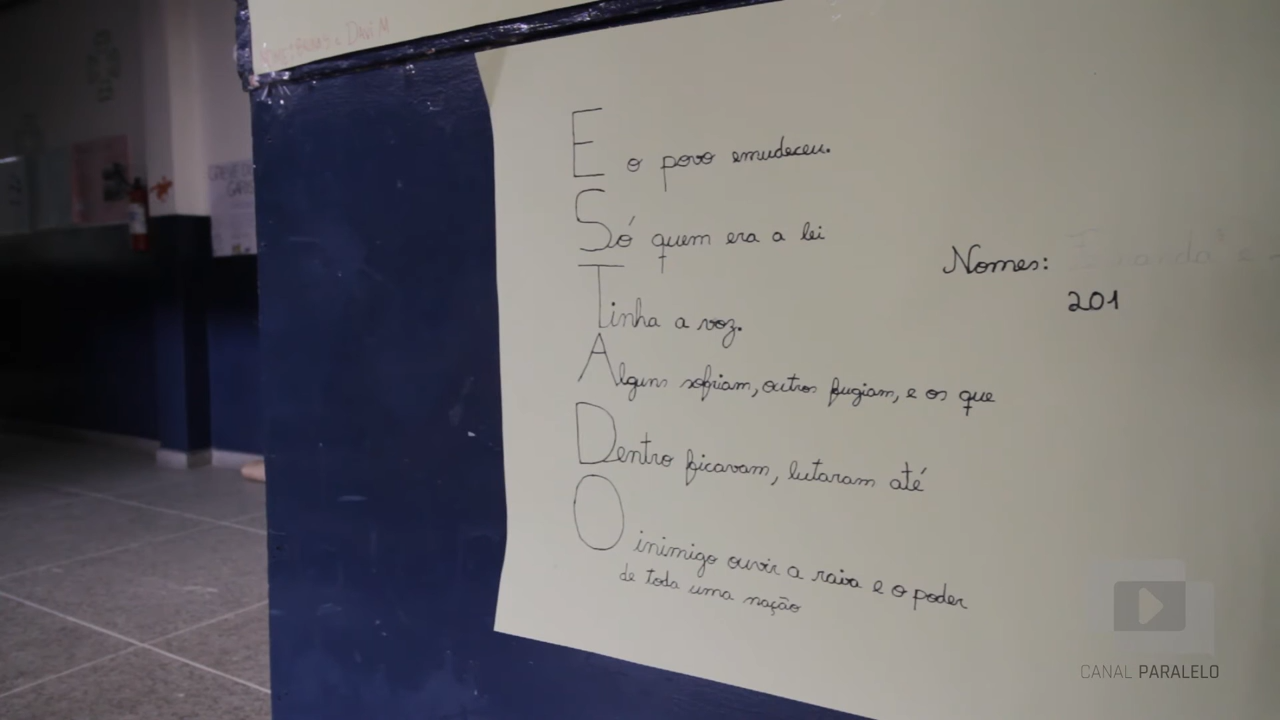 E o povo emudeceu.
Só quem era a lei
Tinha a voz.
Alguns sofriam, outros fugiam, e os que
Dentro ficavam, lutaram até
O inimigo ouvir a raiva e o poder
de toda uma nação
Nomes:
201
CANAL PARALELO